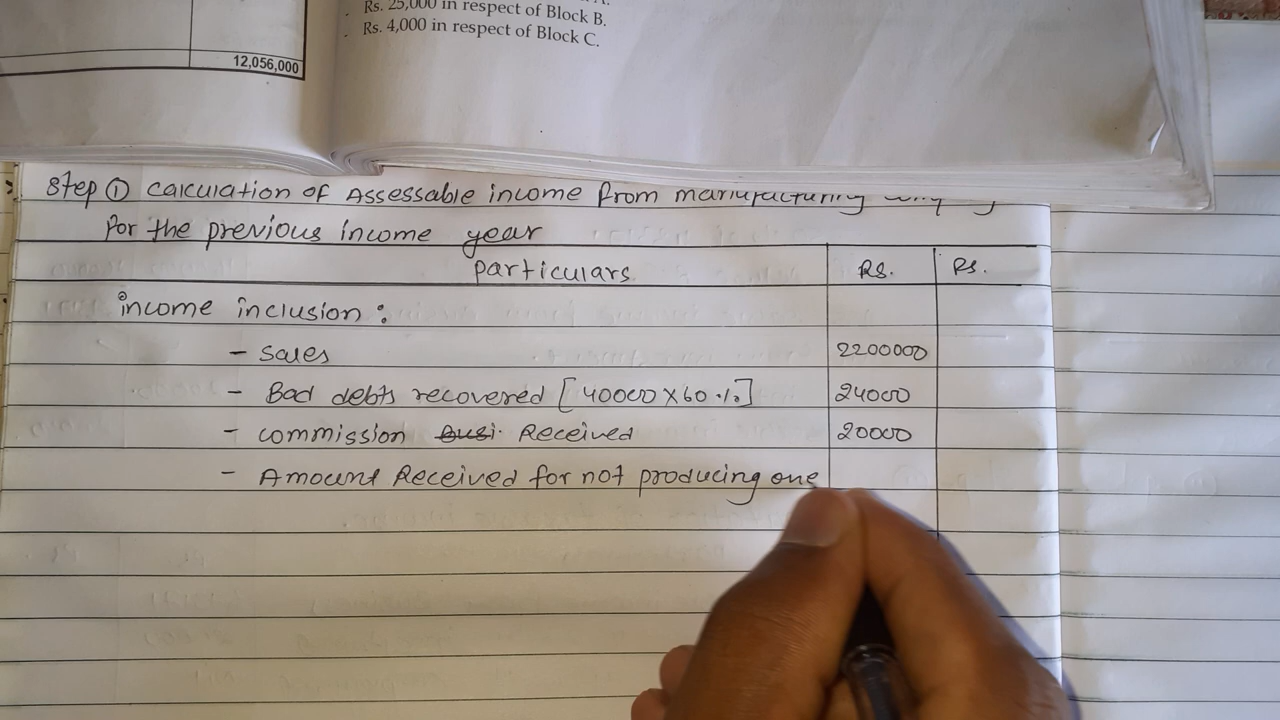 Rs. 25,000 in respect of Block B.
Rs. 4,000 in respect of Block C.
12,056,000
Step ① Calculation of Assessable income from manufacturing
for the previous income year
particulars Rs. Rs.
income inclusion :
- Sales 2200000
- Bad debts recovered [40000 X 60 %] 24000
- commission Received 20000
- Amount Received for not producing one